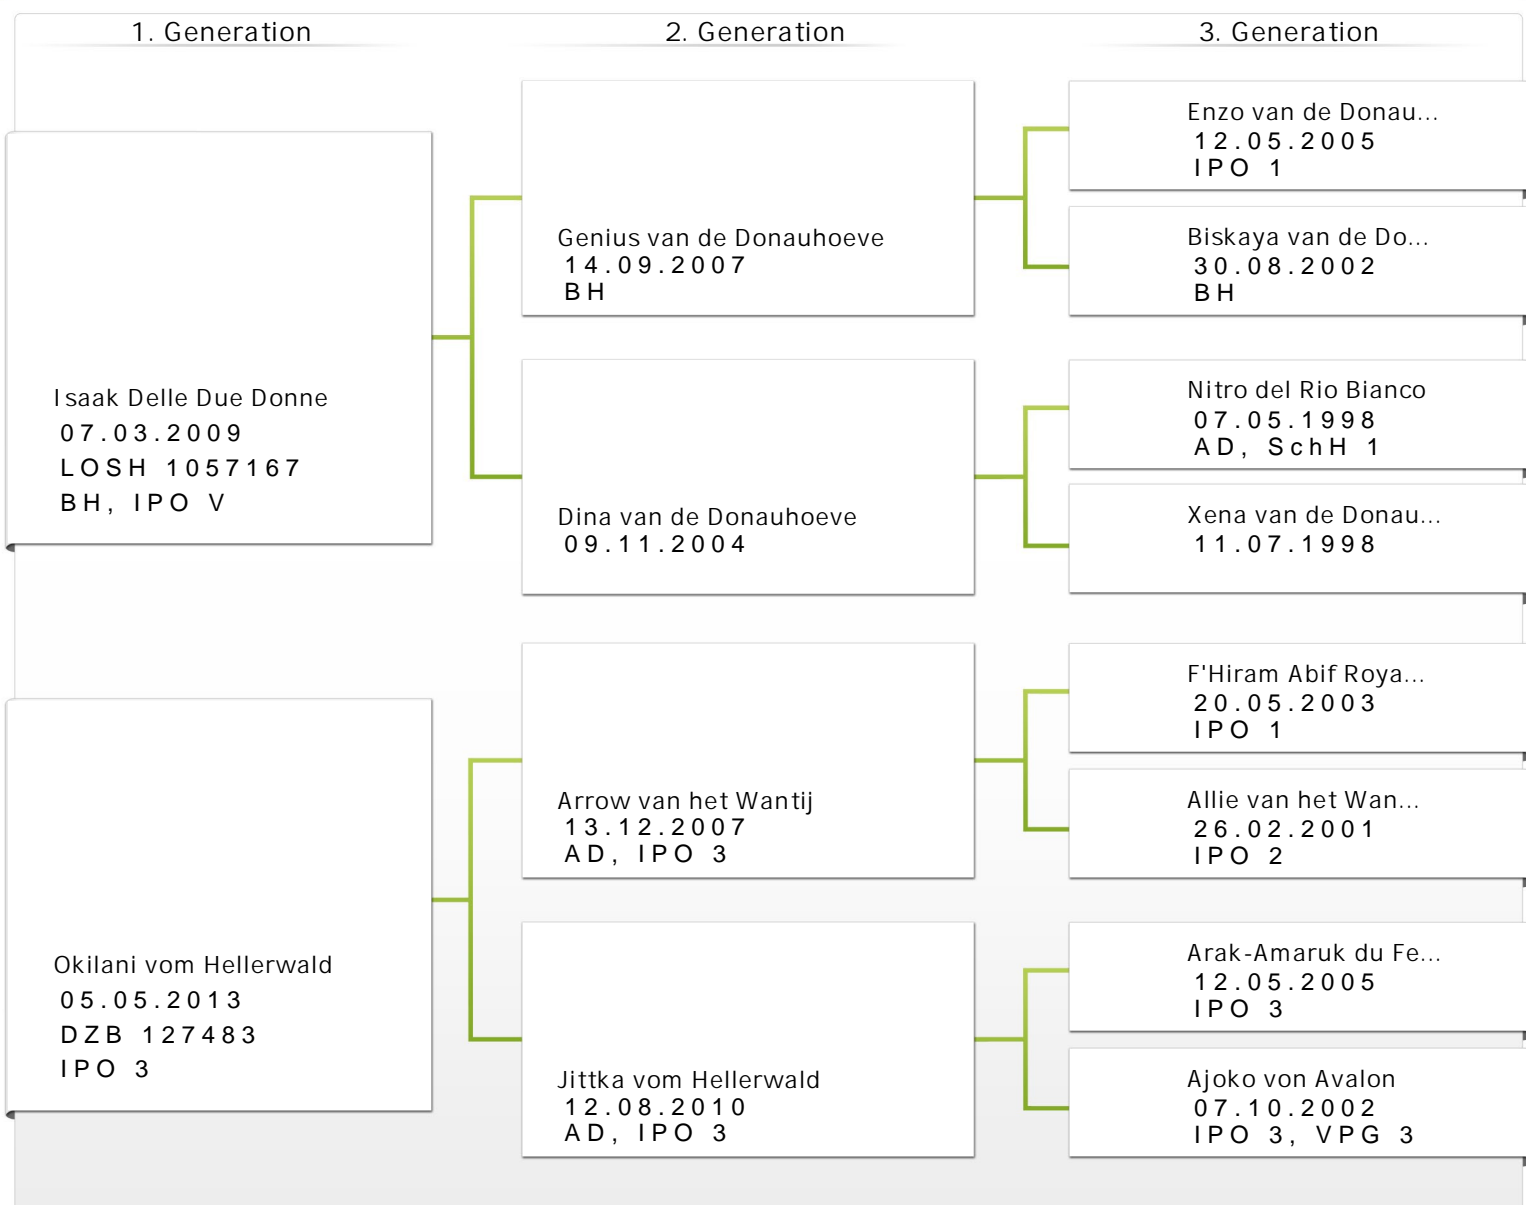 1. Generation
2. Generation
3. Generation
Isaak Delle Due Donne
07.03.2009
LOSH 1057167
BH, IPO V
Genius van de Donauhoeve
14.09.2007
BH
Dina van de Donauhoeve
09.11.2004
Enzo van de Donau...
12.05.2005
IPO 1
Biskaya van de Do...
30.08.2002
BH
Nitro del Rio Bianco
07.05.1998
AD, SchH 1
Xena van de Donau...
11.07.1998
Okilani vom Hellerwald
05.05.2013
DZB 127483
IPO 3
Arrow van het Wantij
13.12.2007
AD, IPO 3
Jittka vom Hellerwald
12.08.2010
AD, IPO 3
F'Hiram Abif Roya...
20.05.2003
IPO 1
Allie van het Wan...
26.02.2001
IPO 2
Arak-Amaruk du Fe...
12.05.2005
IPO 3
Ajoko von Avalon
07.10.2002
IPO 3, VPG 3